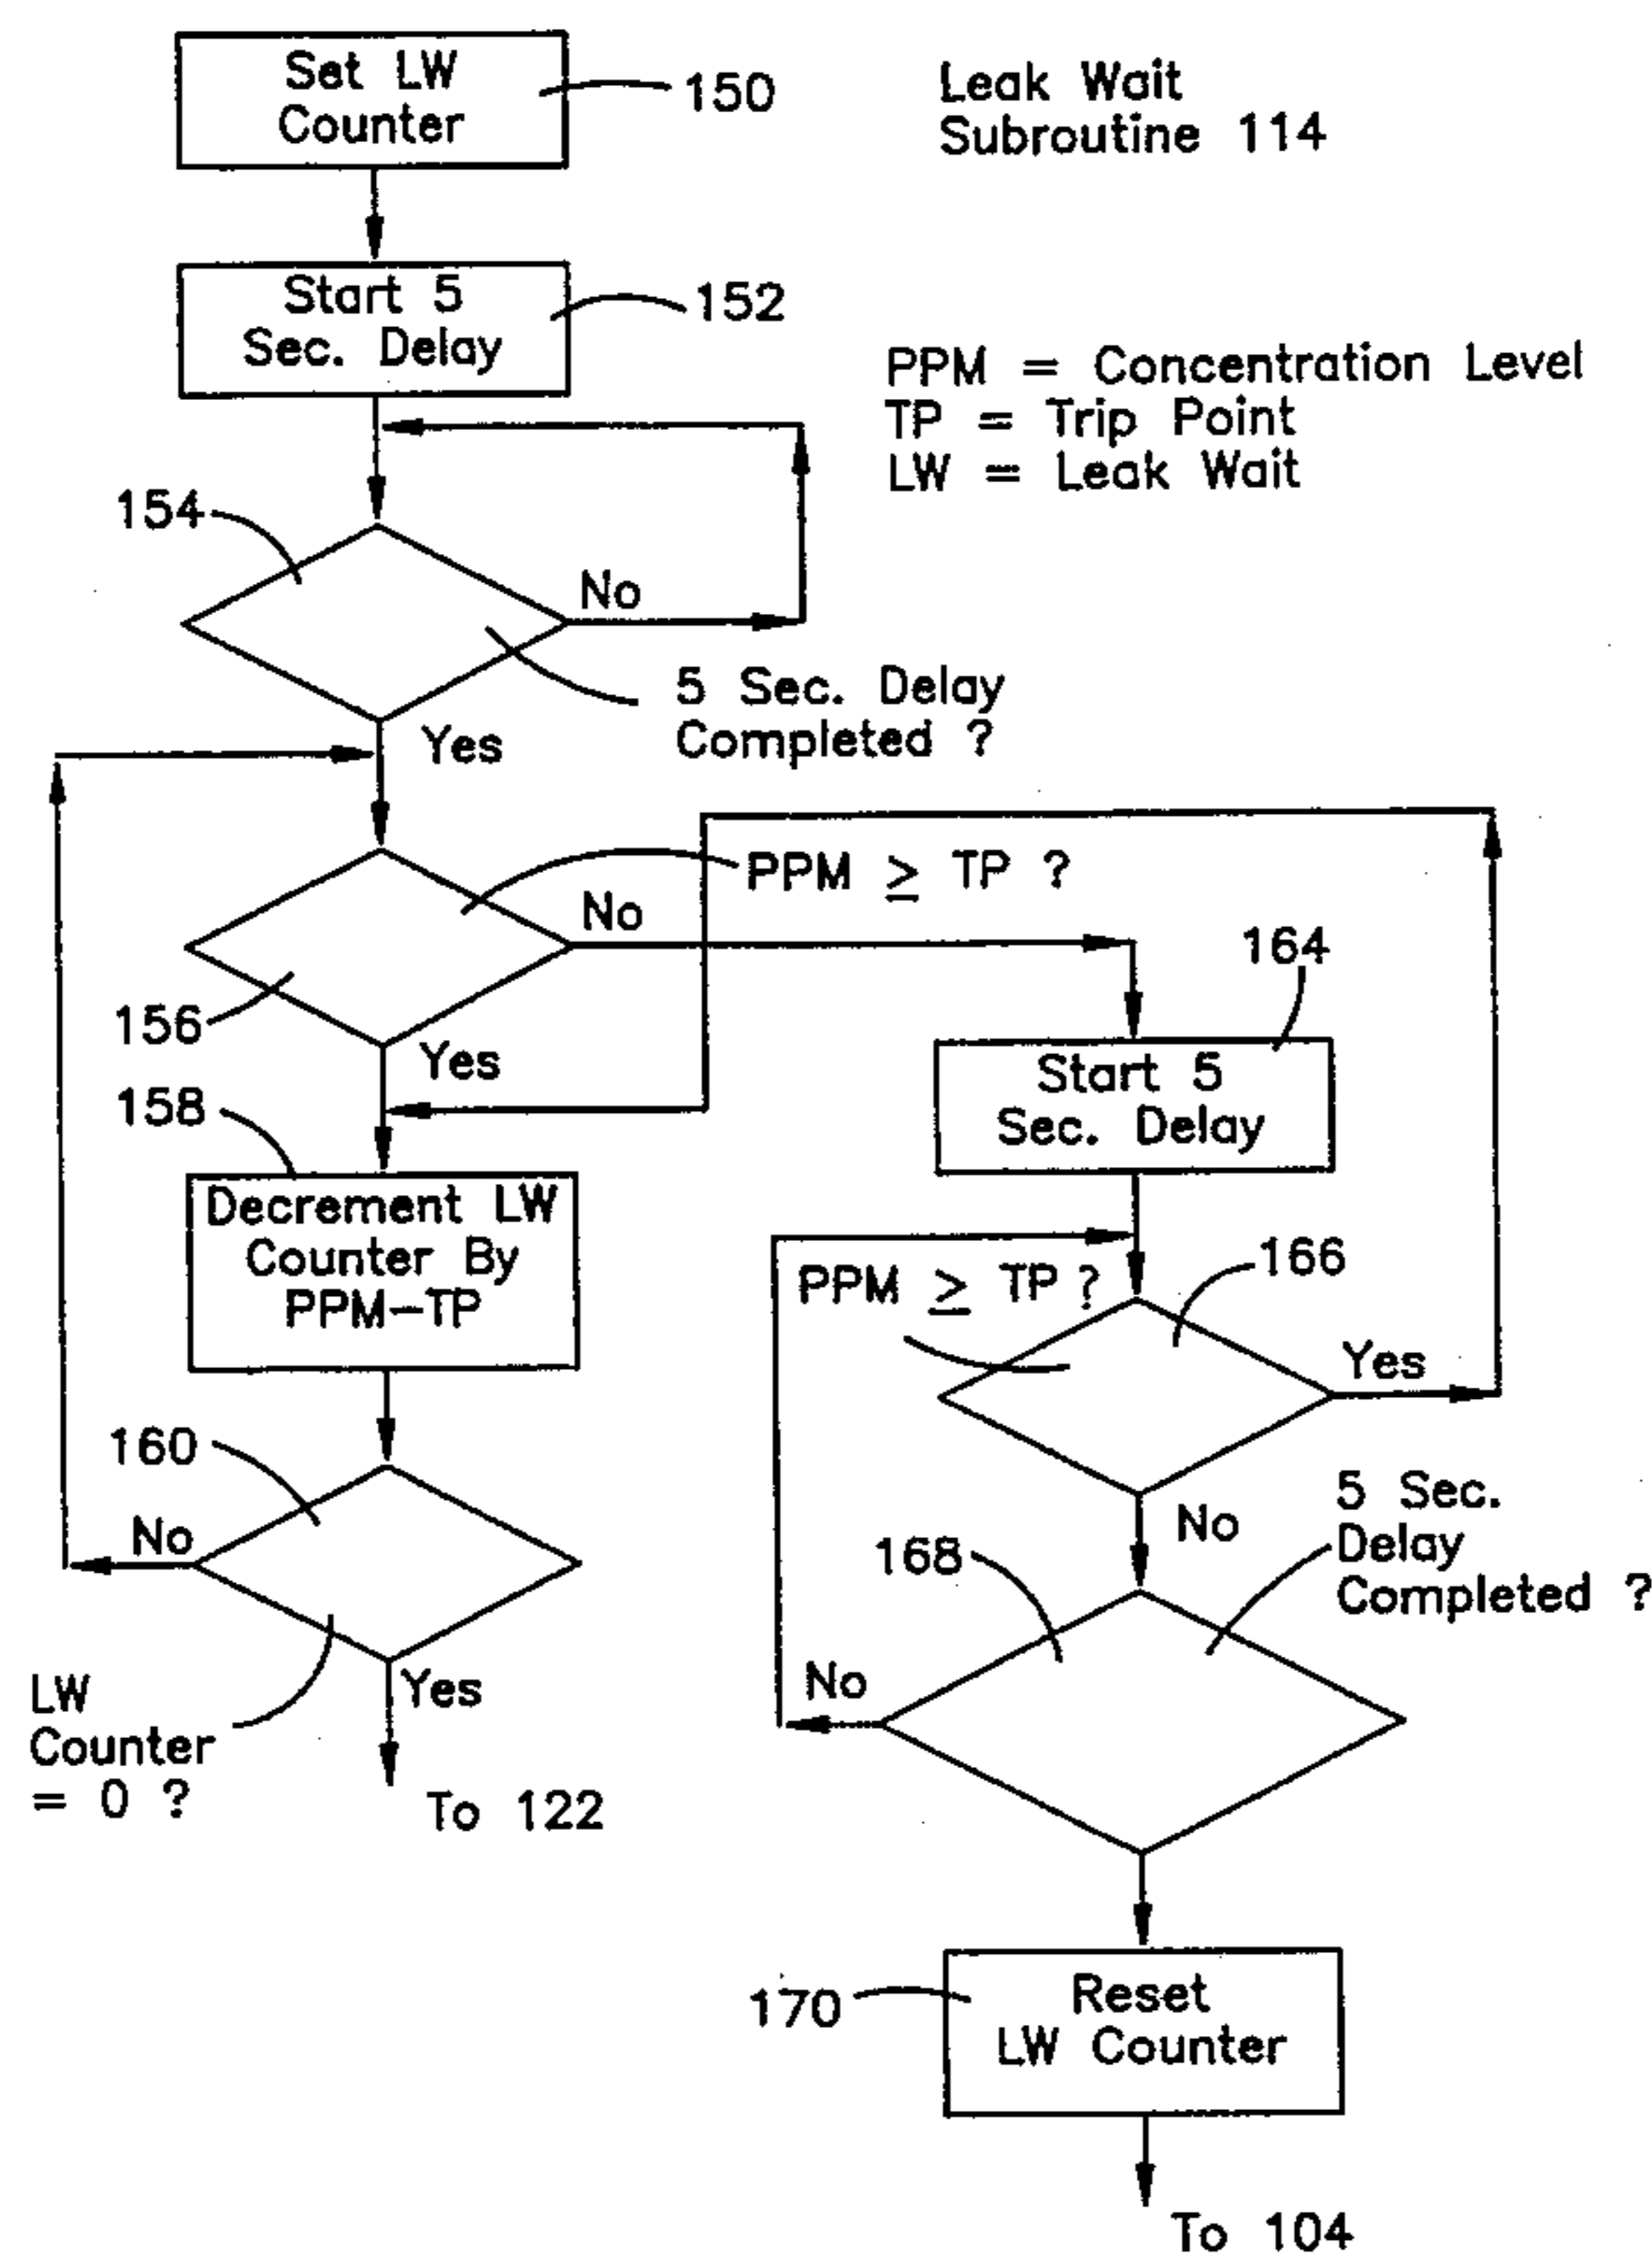 Set LW
Counter
150
Leak Wait
Subroutine 114
Start 5
Sec. Delay
152
PPM = Concentration Level
TP = Trip Point
LW = Leak Wait
154
No
5 Sec. Delay
Completed ?
Yes
PPM ≥ TP ?
No
156
Yes
164
Start 5
Sec. Delay
158
Decrement LW
Counter By
PPM-TP
PPM ≥ TP ?
166
Yes
160
No
LW
Counter
= 0 ?
Yes
To 122
No
168
5 Sec.
Delay
Completed ?
No
170
Reset
LW Counter
To 104